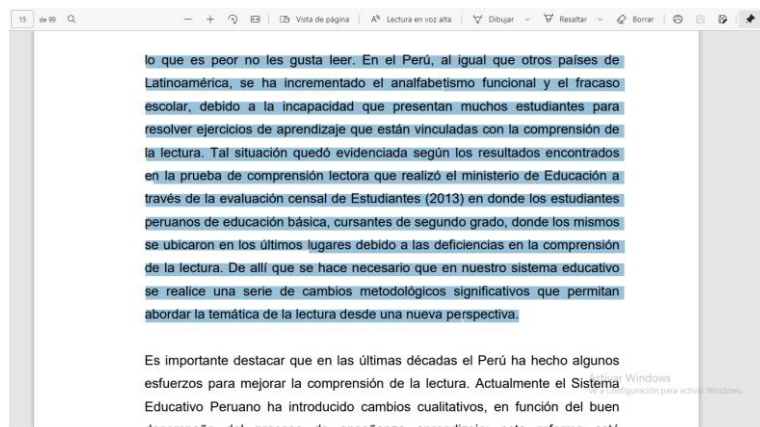 15 de 99 Vista de página Lectura en voz alta Dibujar Resaltar Borrar
lo que es peor no les gusta leer. En el Perú, al igual que otros países de
Latinoamérica, se ha incrementado el analfabetismo funcional y el fracaso
escolar, debido a la incapacidad que presentan muchos estudiantes para
resolver ejercicios de aprendizaje que están vinculadas con la comprensión de
la lectura. Tal situación quedó evidenciada según los resultados encontrados
en la prueba de comprensión lectora que realizó el ministerio de Educación a
través de la evaluación censal de Estudiantes (2013) en donde los estudiantes
peruanos de educación básica, cursantes de segundo grado, donde los mismos
se ubicaron en los últimos lugares debido a las deficiencias en la comprensión
de la lectura. De allí que se hace necesario que en nuestro sistema educativo
se realice una serie de cambios metodológicos significativos que permitan
abordar la temática de la lectura desde una nueva perspectiva.
Es importante destacar que en las últimas décadas el Perú ha hecho algunos
esfuerzos para mejorar la comprensión de la lectura. Actualmente el Sistema
Activar Windows
Ve a Configuración para activar Windows.
Educativo Peruano ha introducido cambios cualitativos, en función del buen